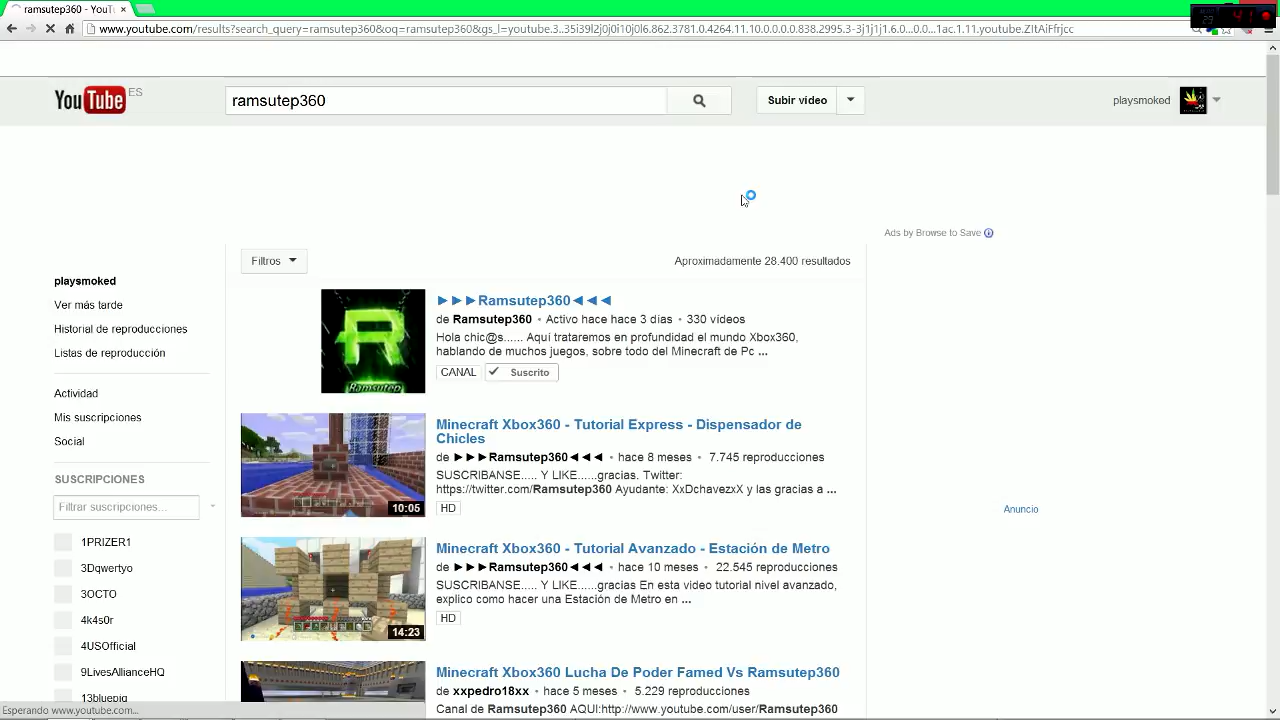 ramsutep360 - YouTu
www.youtube.com/results?search_query=ramsutep360&oq=ramsutep360&gs_l=youtube.3..35i39l2j0j0i10j0l6.862.3781.0.4264.11.10.0.0.0.0.838.2995.3-3j1j1j1.6.0...0.0...1ac.1.11.youtube.ZItAiFfrjcc
YouTube ES
ramsutep360
Subir vídeo
playsmoked
Ads by Browse to Save
Filtros
Aproximadamente 28.400 resultados
playsmoked
Ver más tarde
Historial de reproducciones
Listas de reproducción
Actividad
Mis suscripciones
Social
SUSCRIPCIONES
Filtrar suscripciones...
1PRIZER1
3Dqwertyo
3OCTO
4k4s0r
4USOfficial
9LivesAllianceHQ
►►►Ramsutep360◄◄◄
de Ramsutep360 • Activo hace hace 3 días • 330 vídeos
Hola chic@s...... Aquí trataremos en profundidad el mundo Xbox360,
hablando de muchos juegos, sobre todo del Minecraft de Pc ...
CANAL ✓ Suscrito
R
Ramsutep
Minecraft Xbox360 - Tutorial Express - Dispensador de
Chicles
de ►►►Ramsutep360◄◄◄ • hace 8 meses • 7.745 reproducciones
SUSCRIBANSE..... Y LIKE......gracias. Twitter:
https://twitter.com/Ramsutep360 Ayudante: XxDchavezxX y las gracias a ...
HD
10:05
Anuncio
Minecraft Xbox360 - Tutorial Avanzado - Estación de Metro
de ►►►Ramsutep360◄◄◄ • hace 10 meses • 22.545 reproducciones
SUSCRIBANSE..... Y LIKE......gracias En esta video tutorial nivel avanzado,
explico como hacer una Estación de Metro en ...
HD
14:23
Minecraft Xbox360 Lucha De Poder Famed Vs Ramsutep360
de xxpedro18xx • hace 5 meses • 5.229 reproducciones
Canal de Ramsutep360 AQUI:http://www.youtube.com/user/Ramsutep360
Esperando www.youtube.com...